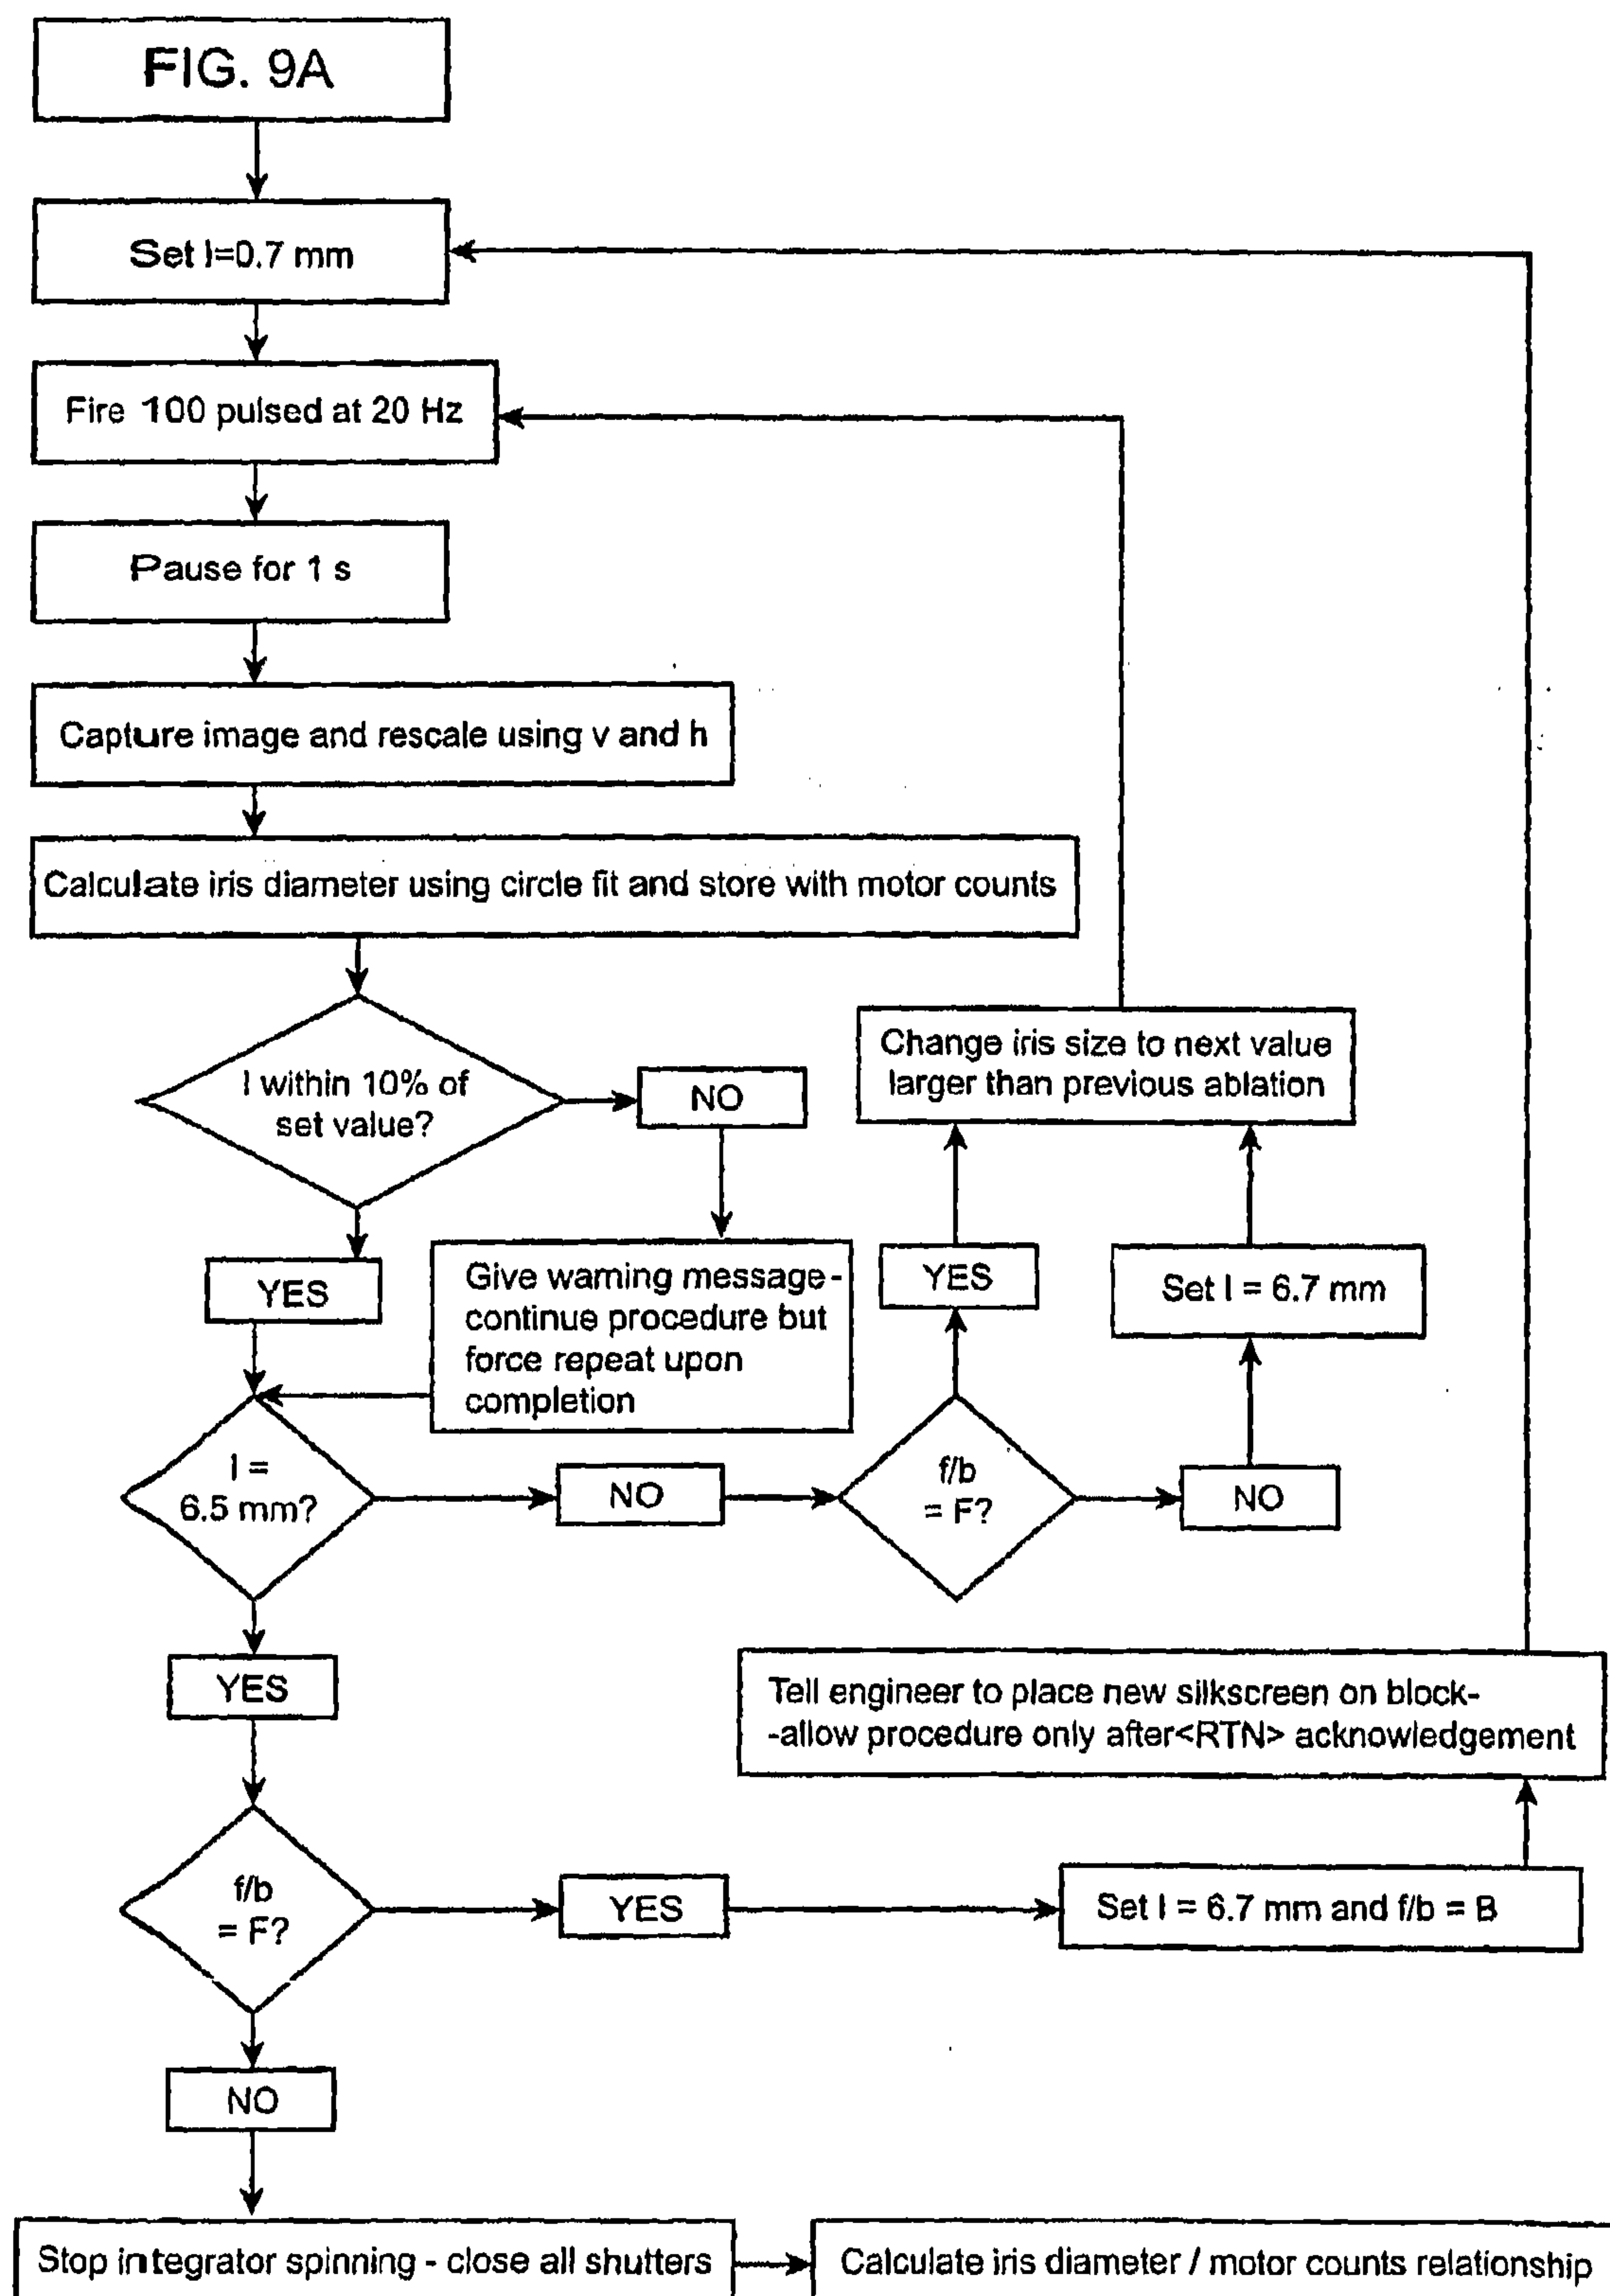 FIG. 9A
Set I=0.7 mm
Fire 100 pulsed at 20 Hz
Pause for 1 s
Capture image and rescale using v and h
Calculate iris diameter using circle fit and store with motor counts
I within 10% of
set value?
NO
Change iris size to next value
larger than previous ablation
YES
Give warning message-
continue procedure but
force repeat upon
completion
YES
Set I = 6.7 mm
I =
6.5 mm?
NO
f/b
= F?
NO
YES
Tell engineer to place new silkscreen on block-
-allow procedure only after<RTN> acknowledgement
f/b
= F?
YES
Set I = 6.7 mm and f/b = B
NO
Stop integrator spinning - close all shutters
Calculate iris diameter / motor counts relationship